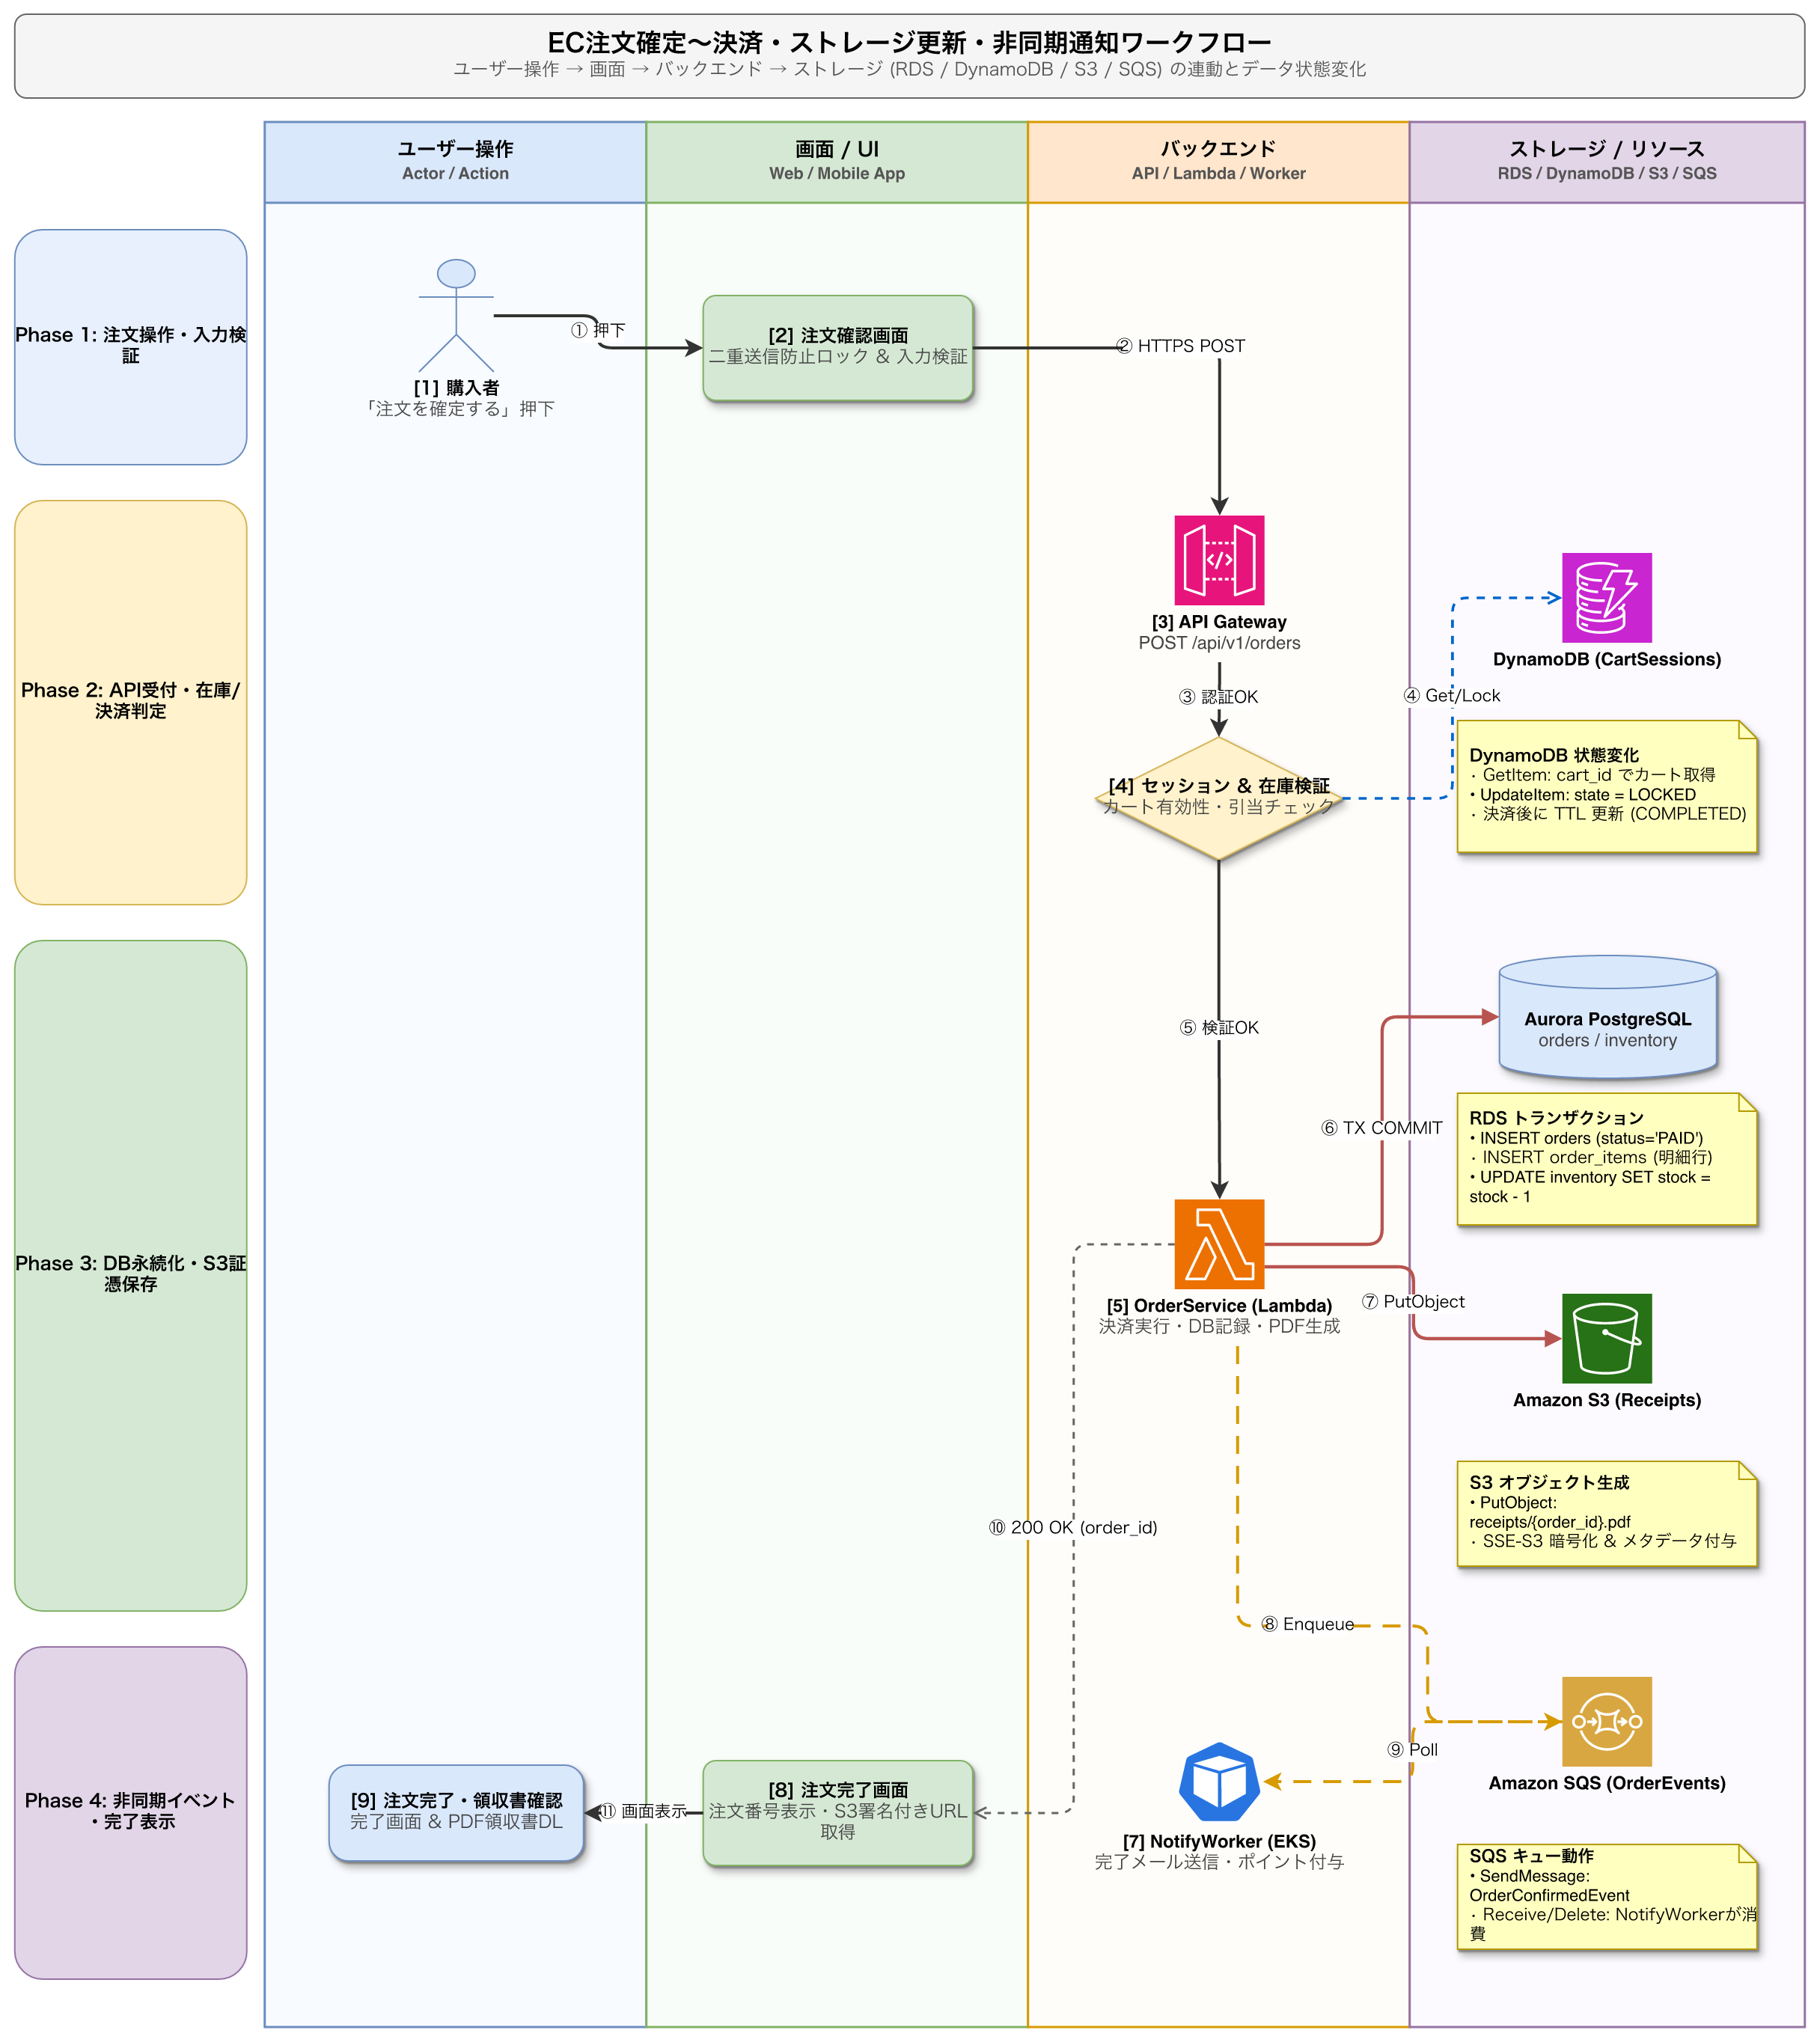 EC注文確定〜決済・ストレージ更新・非同期通知ワークフロー
ユーザー操作 → 画面 → バックエンド → ストレージ (RDS / DynamoDB / S3 / SQS) の連動とデータ状態変化
ユーザー操作
Actor / Action
画面 / UI
Web / Mobile App
バックエンド
API / Lambda / Worker
ストレージ / リソース
RDS / DynamoDB / S3 / SQS
Phase 1: 注文操作・入力検
証
① 押下
[1] 購入者
「注文を確定する」押下
[2] 注文確認画面
二重送信防止ロック & 入力検証
② HTTPS POST
Phase 2: API受付・在庫/
決済判定
[3] API Gateway
POST /api/v1/orders
③ 認証OK
[4] セッション & 在庫検証
カート有効性・引当チェック
④ Get/Lock
DynamoDB (CartSessions)
DynamoDB 状態変化
・GetItem: cart_id でカート取得
• UpdateItem: state = LOCKED
・決済後に TTL 更新 (COMPLETED)
Phase 3: DB永続化・S3証
憑保存
⑤ 検証OK
Aurora PostgreSQL
orders / inventory
⑥ TX COMMIT
RDS トランザクション
• INSERT orders (status='PAID')
・INSERT order_items (明細行)
• UPDATE inventory SET stock =
stock - 1
[5] OrderService (Lambda)
決済実行・DB記録・PDF生成
⑦ PutObject
Amazon S3 (Receipts)
S3 オブジェクト生成
• PutObject:
receipts/{order_id}.pdf
・SSE-S3 暗号化 & メタデータ付与
⑩ 200 OK (order_id)
⑧ Enqueue
Phase 4: 非同期イベント
・完了表示
[9] 注文完了・領収書確認
完了画面 & PDF領収書DL
⑪ 画面表示
[8] 注文完了画面
注文番号表示・S3署名付きURL
取得
⑨ Poll
[7] NotifyWorker (EKS)
完了メール送信・ポイント付与
Amazon SQS (OrderEvents)
SQS キュー動作
• SendMessage:
OrderConfirmedEvent
・Receive/Delete: NotifyWorkerが消
費